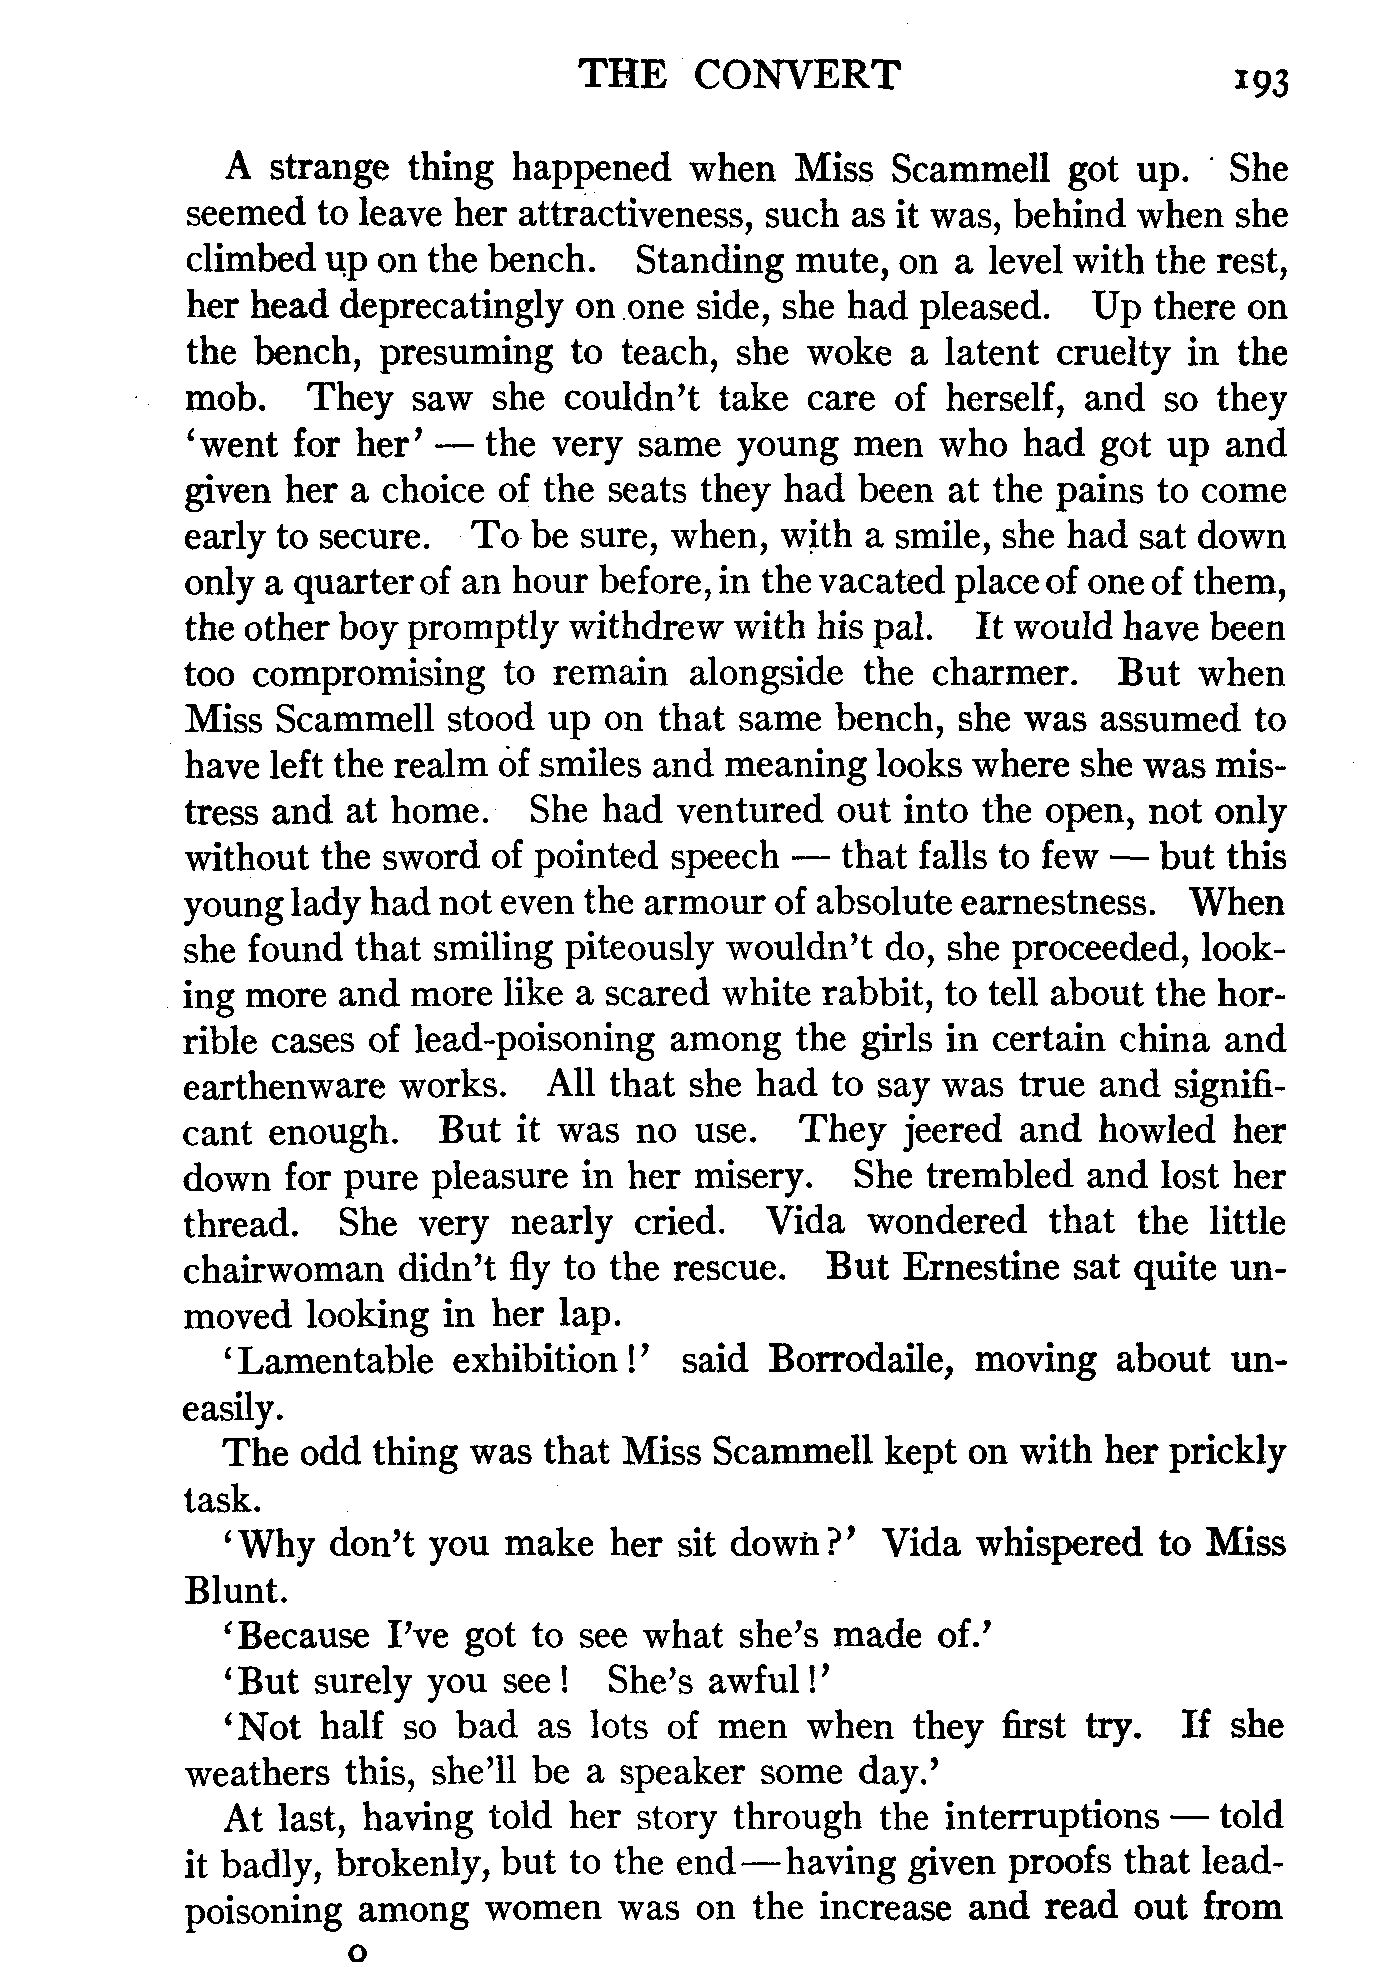 THE CONVERT 193
A strange thing happened when Miss Scammell got up. She
seemed to leave her attractiveness, such as it was, behind when she
climbed up on the bench. Standing mute, on a level with the rest,
her head deprecatingly on one side, she had pleased. Up there on
the bench, presuming to teach, she woke a latent cruelty in the
mob. They saw she couldn't take care of herself, and so they
'went for her' — the very same young men who had got up and
given her a choice of the seats they had been at the pains to come
early to secure. To be sure, when, with a smile, she had sat down
only a quarter of an hour before, in the vacated place of one of them,
the other boy promptly withdrew with his pal. It would have been
too compromising to remain alongside the charmer. But when
Miss Scammell stood up on that same bench, she was assumed to
have left the realm of smiles and meaning looks where she was mis-
tress and at home. She had ventured out into the open, not only
without the sword of pointed speech — that falls to few — but this
young lady had not even the armour of absolute earnestness. When
she found that smiling piteously wouldn't do, she proceeded, look-
ing more and more like a scared white rabbit, to tell about the hor-
rible cases of lead-poisoning among the girls in certain china and
earthenware works. All that she had to say was true and signifi-
cant enough. But it was no use. They jeered and howled her
down for pure pleasure in her misery. She trembled and lost her
thread. She very nearly cried. Vida wondered that the little
chairwoman didn't fly to the rescue. But Ernestine sat quite un-
moved looking in her lap.
'Lamentable exhibition!' said Borrodaile, moving about un-
easily.
The odd thing was that Miss Scammell kept on with her prickly
task.
'Why don't you make her sit down?' Vida whispered to Miss
Blunt.
'Because I've got to see what she's made of.'
'But surely you see! She's awful!'
'Not half so bad as lots of men when they first try. If she
weathers this, she'll be a speaker some day.'
At last, having told her story through the interruptions — told
it badly, brokenly, but to the end — having given proofs that lead-
poisoning among women was on the increase and read out from
o